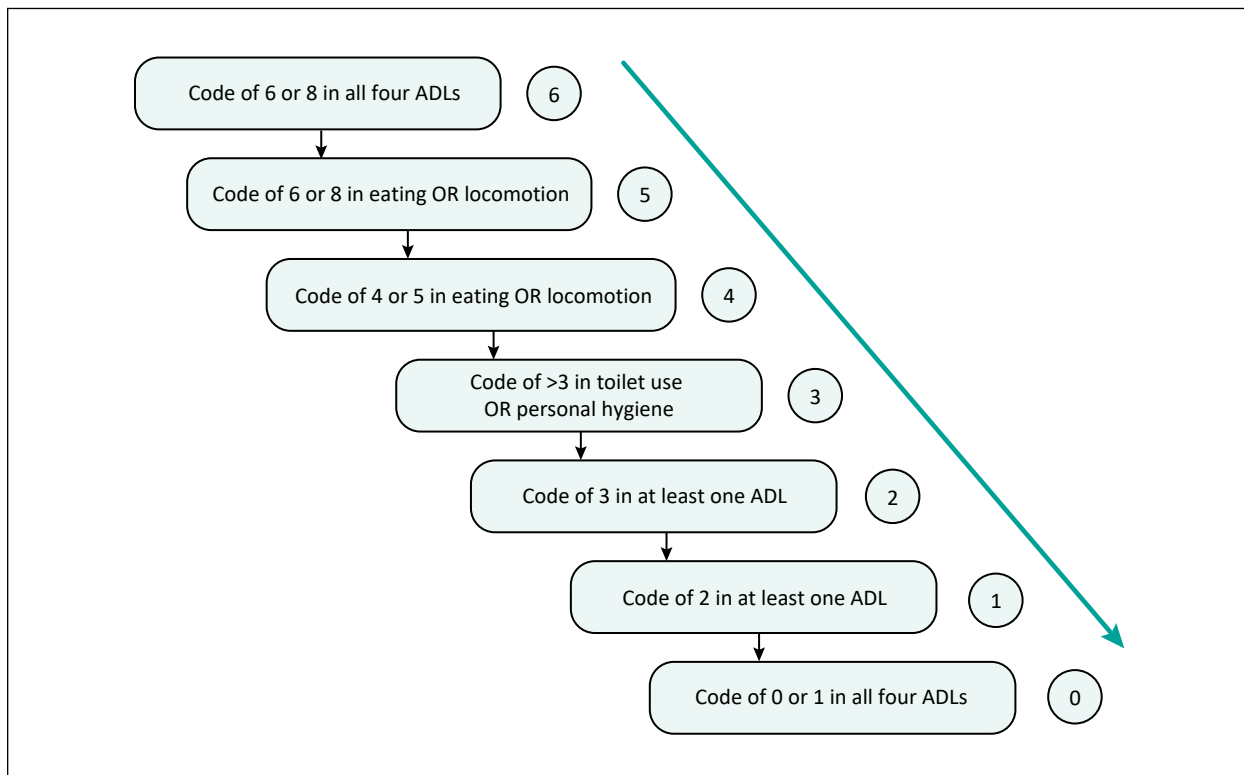 Code of 6 or 8 in all four ADLs
6
Code of 6 or 8 in eating OR locomotion
5
Code of 4 or 5 in eating OR locomotion
4
Code of >3 in toilet use
OR personal hygiene
3
Code of 3 in at least one ADL
2
Code of 2 in at least one ADL
1
Code of 0 or 1 in all four ADLs
0